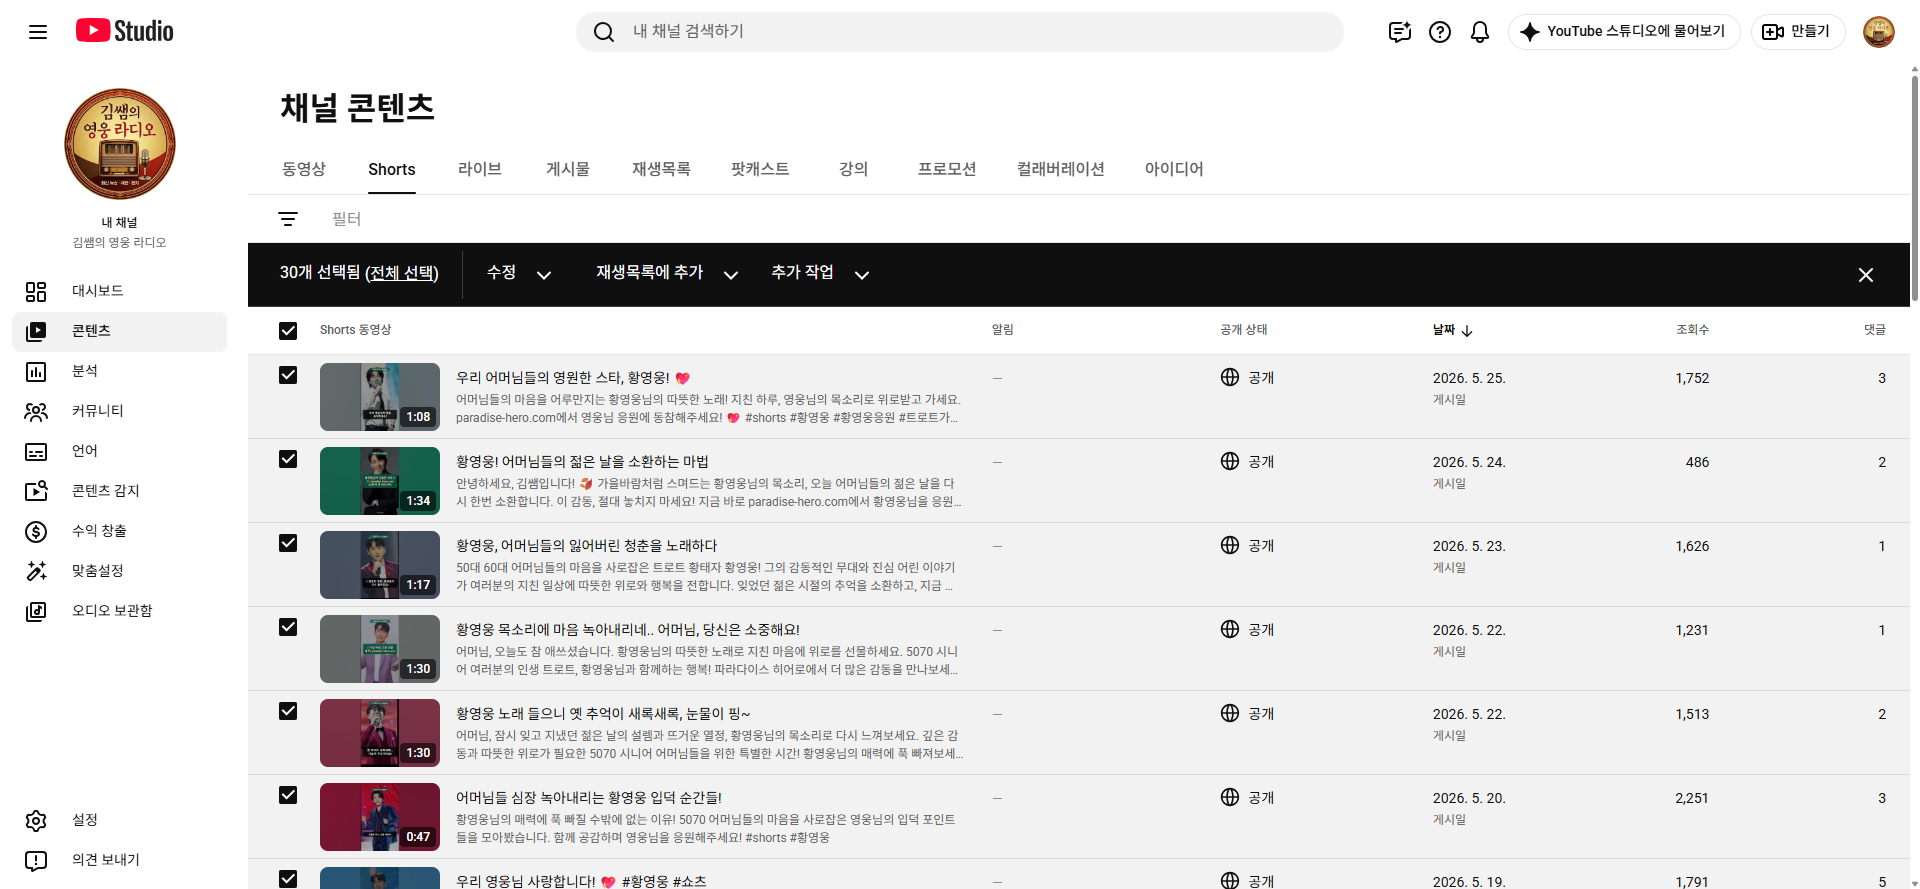 Studio
내 채널 검색하기
YouTube 스튜디오에 물어보기
만들기
김쌤의
영웅 라디오
내 채널
김쌤의 영웅 라디오
대시보드
콘텐츠
분석
커뮤니티
언어
콘텐츠 감지
수익 창출
맞춤설정
오디오 보관함
설정
의견 보내기
채널 콘텐츠
동영상 Shorts 라이브 게시물 재생목록 팟캐스트 강의 프로모션 컬래버레이션 아이디어
필터
30개 선택됨 (전체 선택) 수정 재생목록에 추가 추가 작업
Shorts 동영상 알림 공개 상태 날짜 조회수 댓글
1:08
우리 어머님들의 영원한 스타, 황영웅! 💖
어머님들의 마음을 어루만지는 황영웅님의 따뜻한 노래! 지친 하루, 영웅님의 목소리로 위로받고 가세요.
paradise-hero.com에서 영웅님 응원에 동참해주세요! 💖 #shorts #황영웅 #황영웅응원 #트로트가...
— 공개 2026. 5. 25. 1,752 3
게시일
1:34
황영웅! 어머님들의 젊은 날을 소환하는 마법
안녕하세요, 김쌤입니다! 🍂 가을바람처럼 스며드는 황영웅님의 목소리, 오늘 어머님들의 젊은 날을 다
시 한번 소환합니다. 이 감동, 절대 놓치지 마세요! 지금 바로 paradise-hero.com에서 황영웅님을 응원...
— 공개 2026. 5. 24. 486 2
게시일
1:17
황영웅, 어머님들의 잃어버린 청춘을 노래하다
50대 60대 어머님들의 마음을 사로잡은 트로트 황태자 황영웅! 그의 감동적인 무대와 진심 어린 이야기
가 여러분의 지친 일상에 따뜻한 위로와 행복을 전합니다. 잊었던 젊은 시절의 추억을 소환하고, 지금 ...
— 공개 2026. 5. 23. 1,626 1
게시일
1:30
황영웅 목소리에 마음 녹아내리네.. 어머님, 당신은 소중해요!
어머님, 오늘도 참 애쓰셨습니다. 황영웅님의 따뜻한 노래로 지친 마음에 위로를 선물하세요. 5070 시니
어 여러분의 인생 트로트, 황영웅님과 함께하는 행복! 파라다이스 히어로에서 더 많은 감동을 만나보세...
— 공개 2026. 5. 22. 1,231 1
게시일
1:30
황영웅 노래 들으니 옛 추억이 새록새록, 눈물이 핑~
어머님, 잠시 잊고 지냈던 젊은 날의 설렘과 뜨거운 열정, 황영웅님의 목소리로 다시 느껴보세요. 깊은 감
동과 따뜻한 위로가 필요한 5070 시니어 어머님들을 위한 특별한 시간! 황영웅님의 매력에 푹 빠져보세...
— 공개 2026. 5. 22. 1,513 2
게시일
0:47
어머님들 심장 녹아내리는 황영웅 입덕 순간들!
황영웅님의 매력에 푹 빠질 수밖에 없는 이유! 5070 어머님들의 마음을 사로잡은 영웅님의 입덕 포인트
들을 모아봤습니다. 함께 공감하며 영웅님을 응원해주세요! #shorts #황영웅
— 공개 2026. 5. 20. 2,251 3
게시일
우리 영웅님 사랑합니다! 💖 #황영웅 #쇼츠
— 공개 2026. 5. 19. 1,791 5